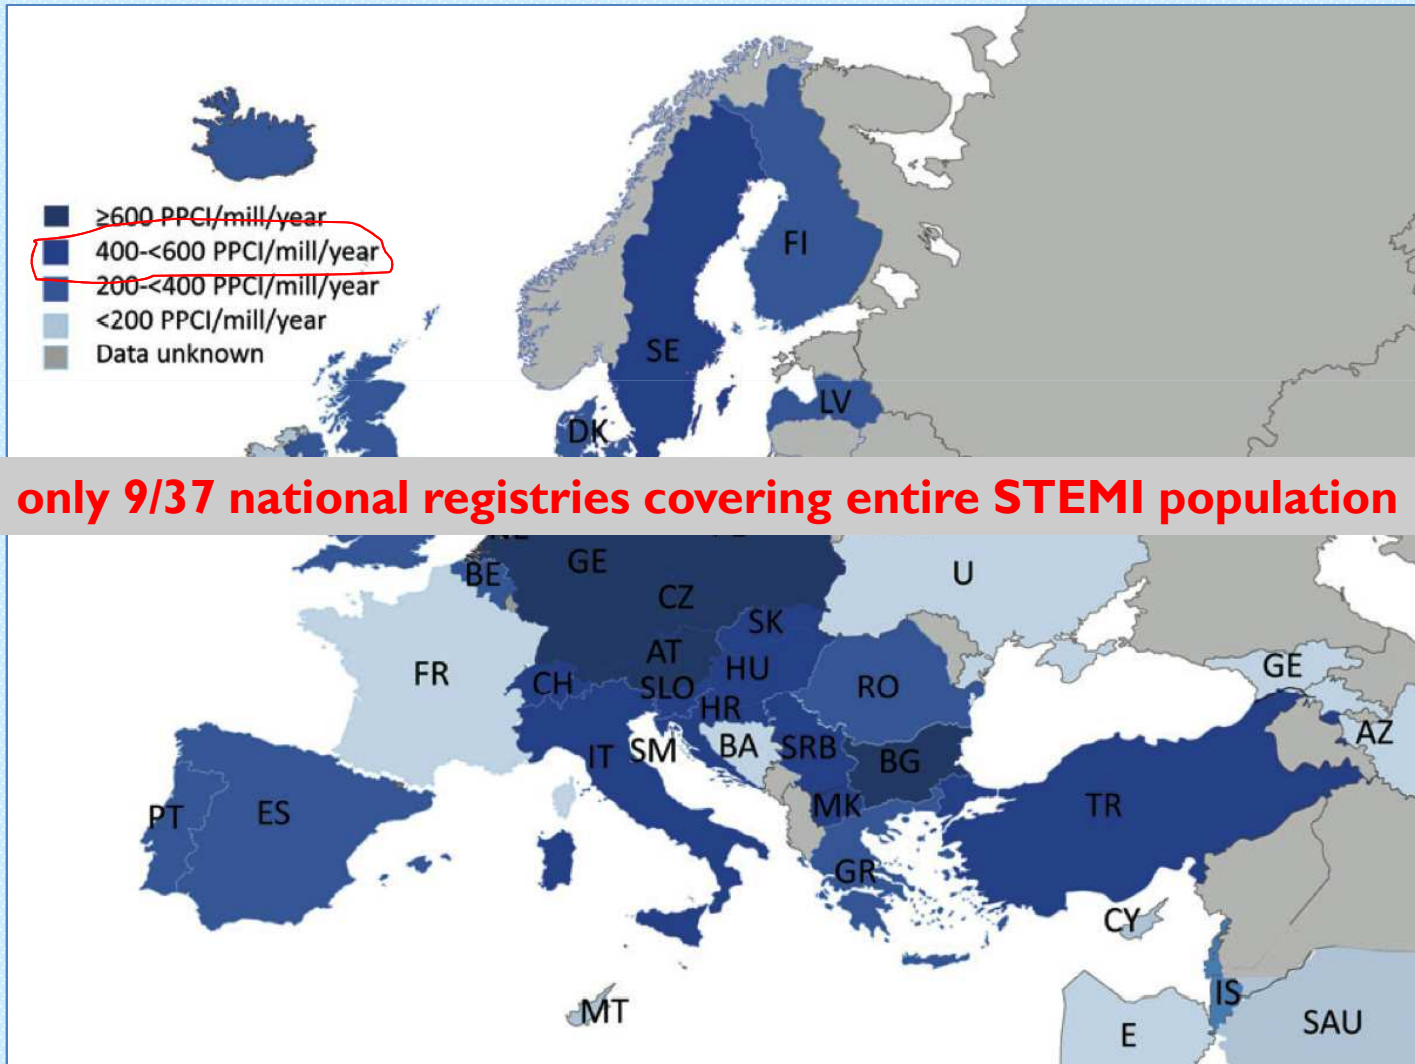 ≥600 PPCI/mill/year
400-<600 PPCI/mill/year
200-<400 PPCI/mill/year
<200 PPCI/mill/year
Data unknown
FI
SE
LV
DK
only 9/37 national registries covering entire STEMI population
GE
BE
U
CZ
SK
AT
HU
GE
FR
CH
SLO
RO
HR
IT
SM
BA
SRB
BG
AZ
PT
ES
MK
TR
GR
CY
MT
IS
E
SAU